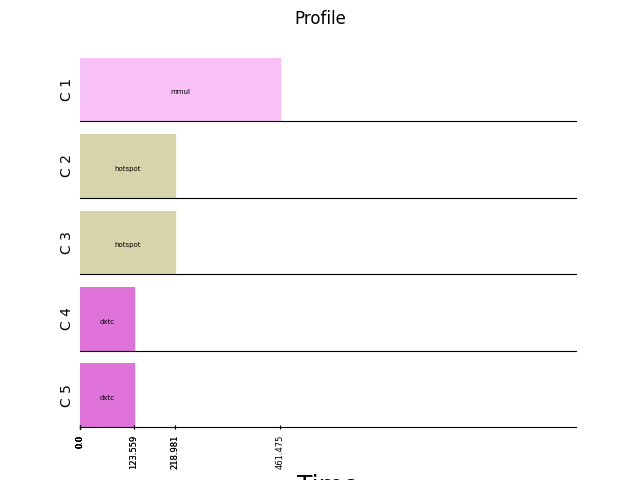 Profile
C 1
mmul
C 2
hotspot
C 3
hotspot
C 4
dxtc
C 5
dxtc
0.0
123.559
218.981
461.475
Time